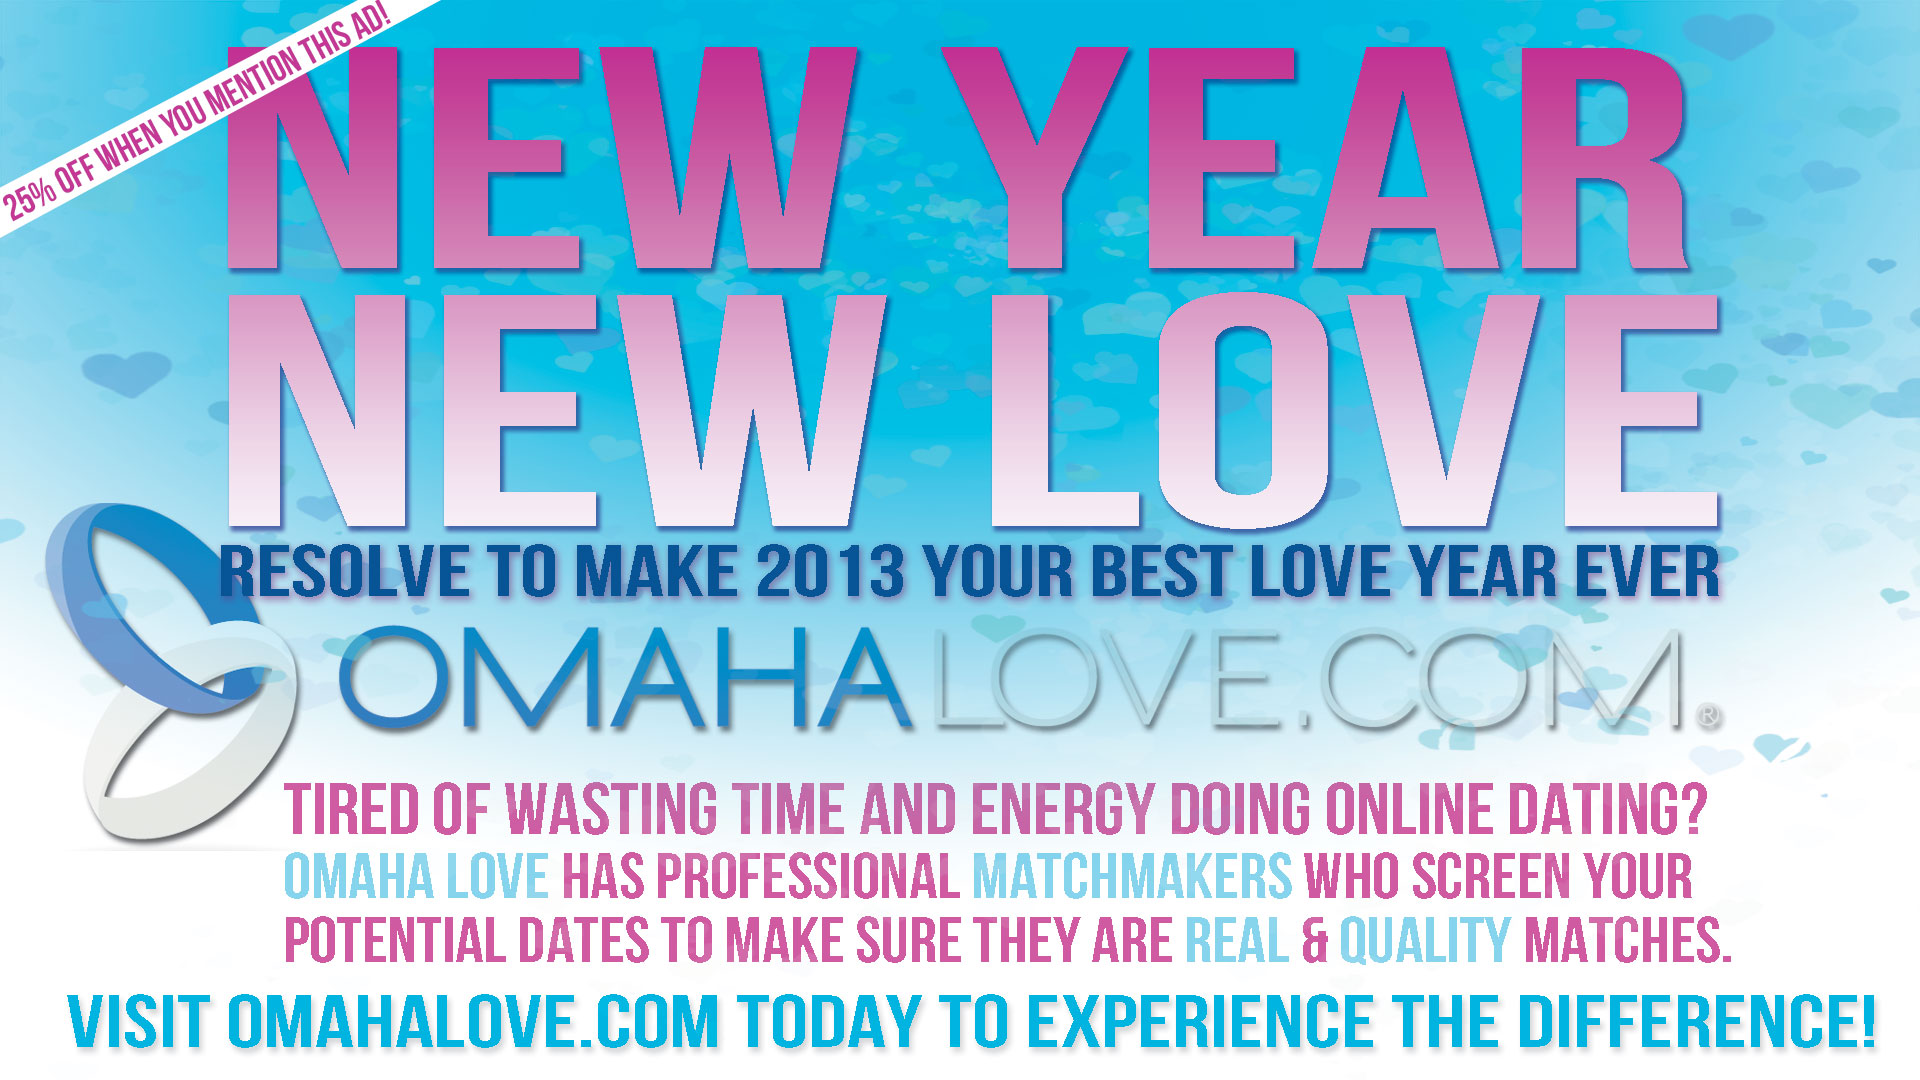 25% OFF WHEN YOU MENTION THIS AD!
NEW YEAR
NEW LOVE
RESOLVE TO MAKE 2013 YOUR BEST LOVE YEAR EVER
OMAHALOVE.COM®
TIRED OF WASTING TIME AND ENERGY DOING ONLINE DATING?
OMAHA LOVE HAS PROFESSIONAL MATCHMAKERS WHO SCREEN YOUR
POTENTIAL DATES TO MAKE SURE THEY ARE REAL & QUALITY MATCHES.
VISIT OMAHALOVE.COM TODAY TO EXPERIENCE THE DIFFERENCE!